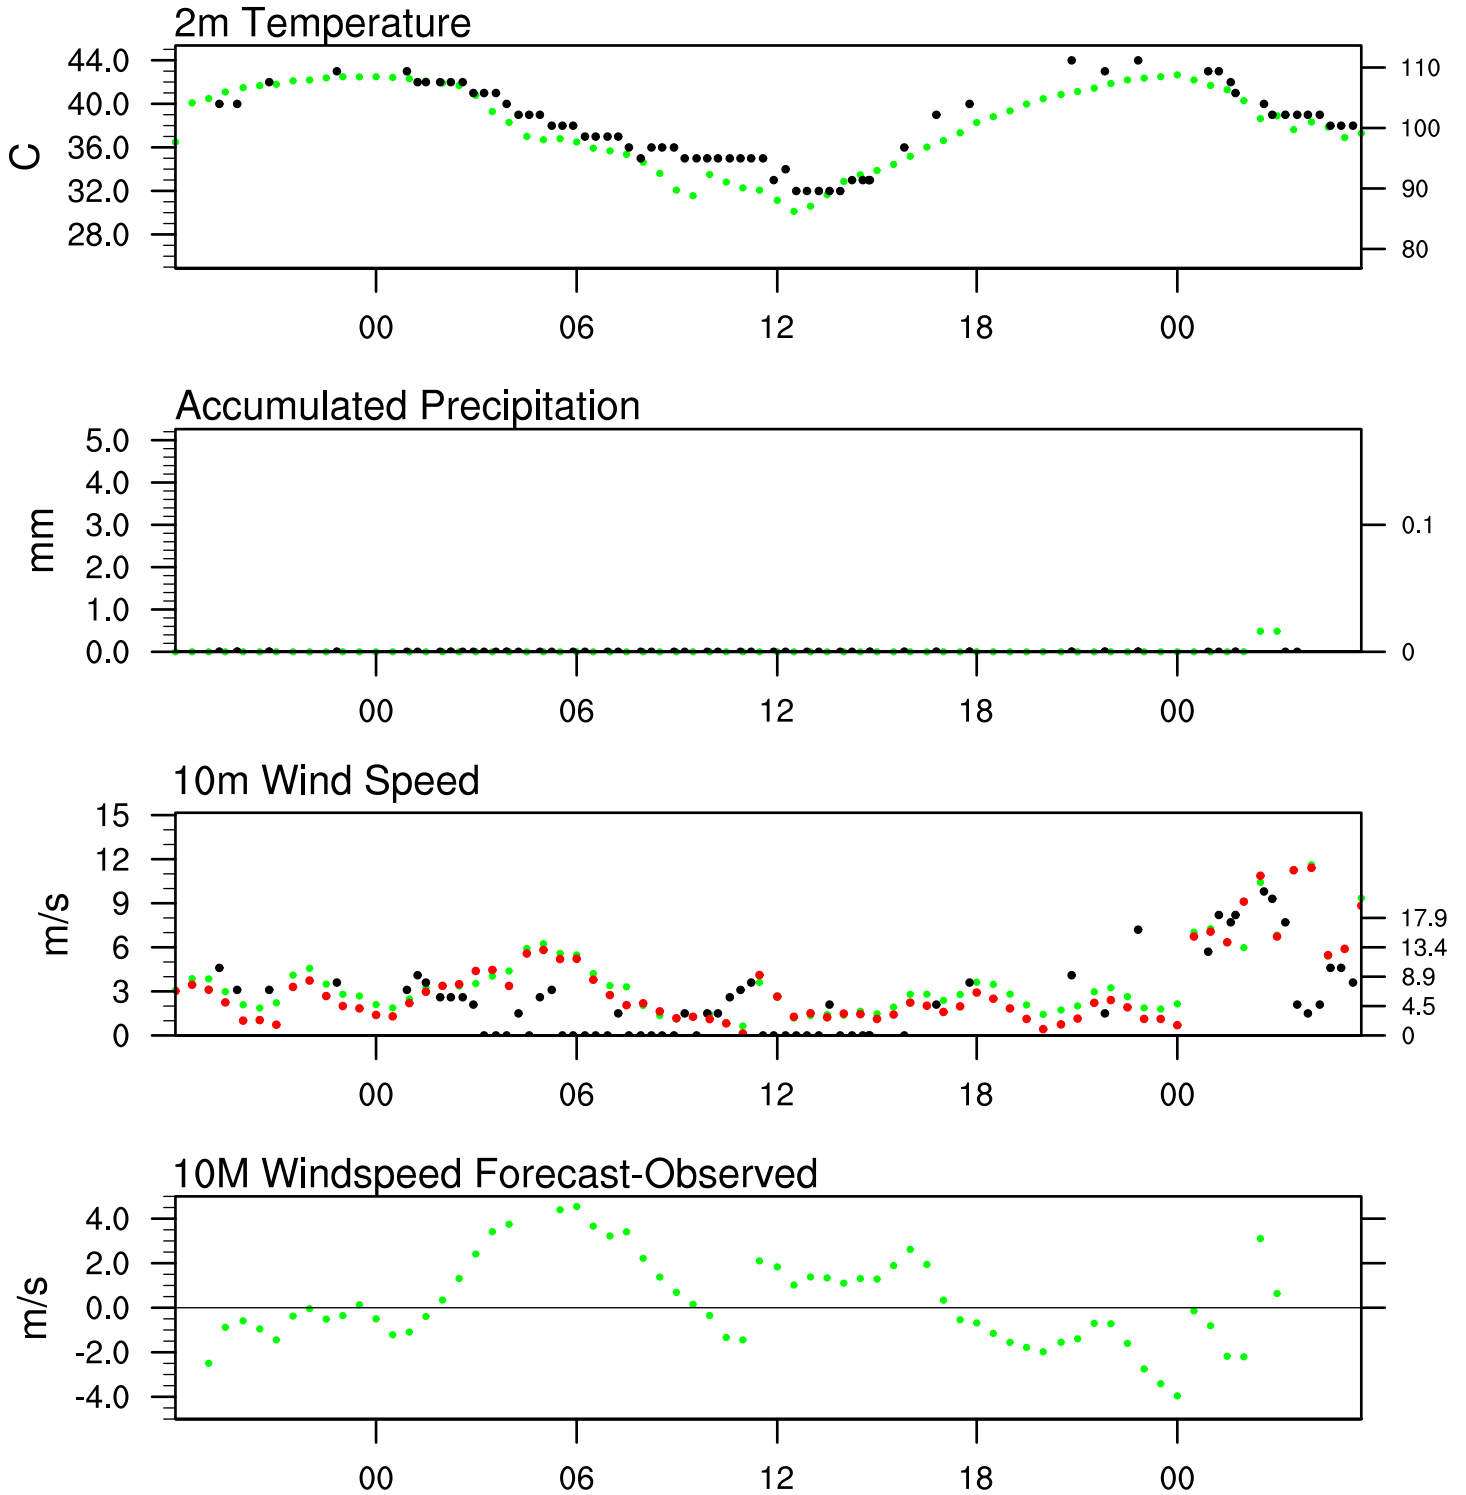 2m Temperature
44.0
40.0
36.0
32.0
28.0
C
110
100
90
80
00 06 12 18 00
Accumulated Precipitation
5.0
4.0
3.0
2.0
1.0
0.0
mm
0.1
0
00 06 12 18 00
10m Wind Speed
15
12
9
6
3
0
m/s
17.9
13.4
8.9
4.5
0
00 06 12 18 00
10M Windspeed Forecast-Observed
4.0
2.0
0.0
-2.0
-4.0
m/s
00 06 12 18 00